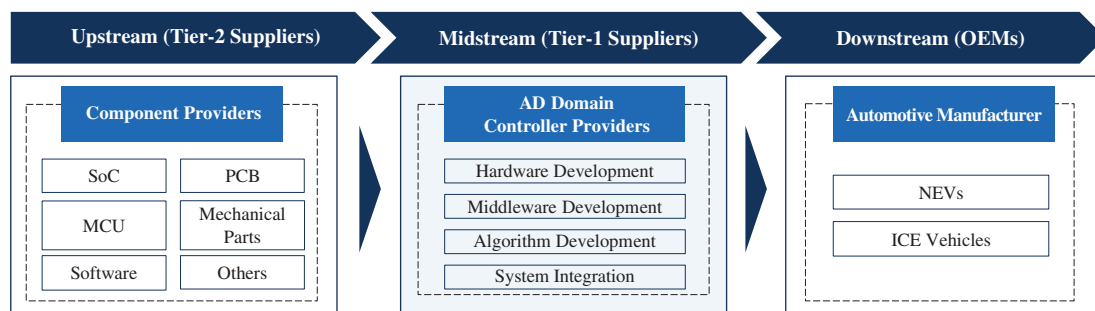 Upstream (Tier-2 Suppliers)
Midstream (Tier-1 Suppliers)
Downstream (OEMs)
Component Providers
SoC
PCB
MCU
Mechanical
Parts
Software
Others
AD Domain
Controller Providers
Hardware Development
Middleware Development
Algorithm Development
System Integration
Automotive Manufacturer
NEVs
ICE Vehicles